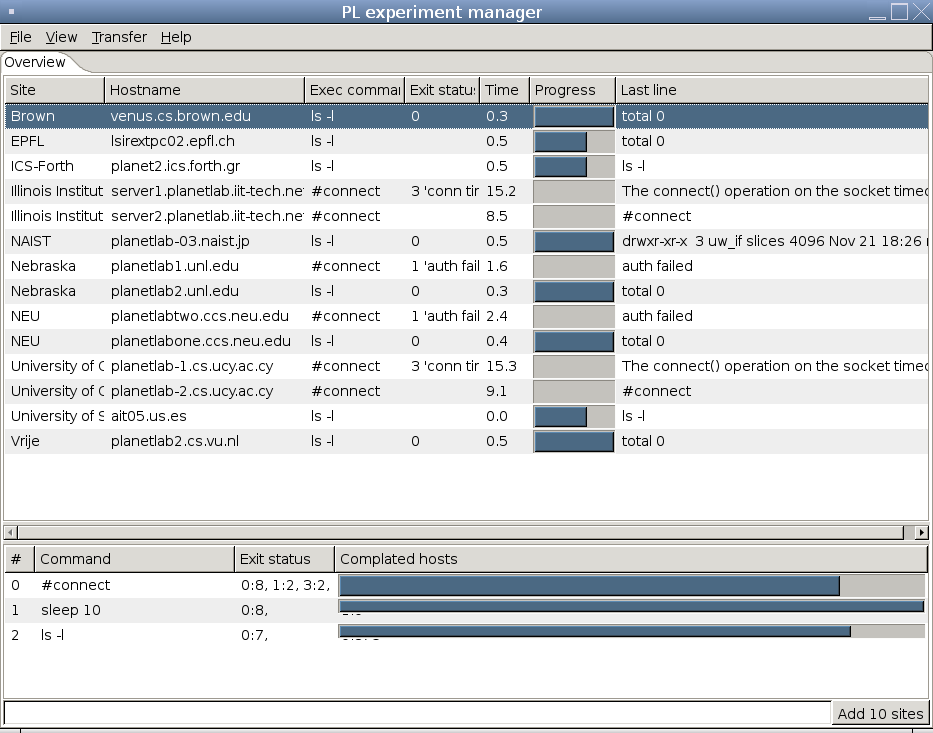 PL experiment manager
File View Transfer Help
Overview
Site Hostname Exec comma Exit statu Time Progress Last line
Brown venus.cs.brown.edu ls -l 0 0.3 total 0
EPFL lsirextpc02.epfl.ch ls -l 0.5 total 0
ICS-Forth planet2.ics.forth.gr ls -l 0.5 ls -l
Illinois Institut server1.planetlab.iit-tech.ne #connect 3 'conn tim 15.2 The connect() operation on the socket timed
Illinois Institut server2.planetlab.iit-tech.ne #connect 8.5 #connect
NAIST planetlab-03.naist.jp ls -l 0 0.5 drwxr-xr-x 3 uw_if slices 4096 Nov 21 18:26
Nebraska planetlab1.unl.edu #connect 1 'auth fail 1.6 auth failed
Nebraska planetlab2.unl.edu ls -l 0 0.3 total 0
NEU planetlabtwo.ccs.neu.edu #connect 1 'auth fail 2.4 auth failed
NEU planetlabone.ccs.neu.edu ls -l 0 0.4 total 0
University of C planetlab-1.cs.ucy.ac.cy #connect 3 'conn tim 15.3 The connect() operation on the socket timed
University of C planetlab-2.cs.ucy.ac.cy #connect 9.1 #connect
University of S ait05.us.es ls -l 0.0 ls -l
Vrije planetlab2.cs.vu.nl ls -l 0 0.5 total 0
# Command Exit status Complated hosts
0 #connect 0:8, 1:2, 3:2,
1 sleep 10 0:8,
2 ls -l 0:7,
Add 10 sites